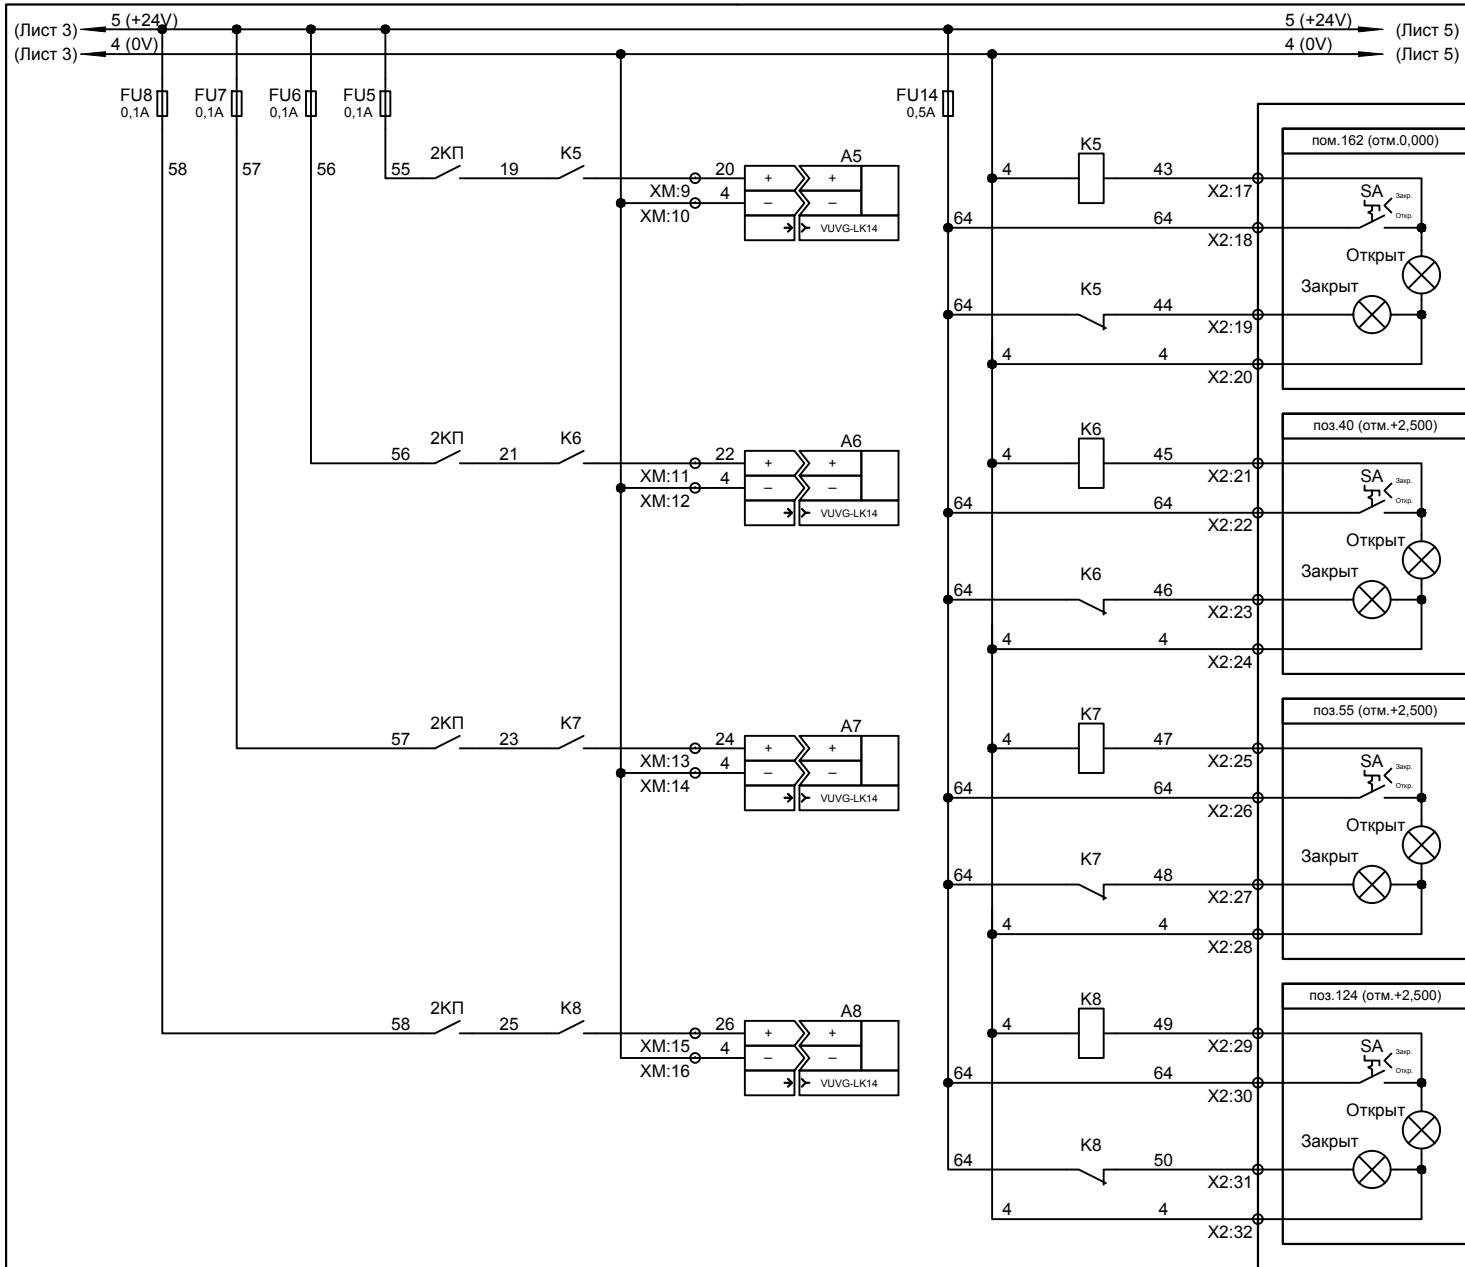 (Лист 3) 5 (+24V) 5 (+24V) (Лист 5)
(Лист 3) 4 (0V) 4 (0V) (Лист 5)
FU8 FU7 FU6 FU5 FU14
0,1A 0,1A 0,1A 0,1A 0,5A
58 57 56
55 2КП 19 K5 20 A5
XM:9 4
XM:10
+ +
– –
VUVG-LK14
4 K5 43
X2:17
64 64
X2:18
64 K5 44
X2:19
4 4
X2:20
пом.162 (отм.0,000)
SA Закр.
Откр.
Открыт
Закрыт
56 2КП 21 K6 22 A6
XM:11 4
XM:12
+ +
– –
VUVG-LK14
4 K6 45
X2:21
64 64
X2:22
64 K6 46
X2:23
4 4
X2:24
поз.40 (отм.+2,500)
SA Закр.
Откр.
Открыт
Закрыт
57 2КП 23 K7 24 A7
XM:13 4
XM:14
+ +
– –
VUVG-LK14
4 K7 47
X2:25
64 64
X2:26
64 K7 48
X2:27
4 4
X2:28
поз.55 (отм.+2,500)
SA Закр.
Откр.
Открыт
Закрыт
58 2КП 25 K8 26 A8
XM:15 4
XM:16
+ +
– –
VUVG-LK14
4 K8 49
X2:29
64 64
X2:30
64 K8 50
X2:31
4 4
X2:32
поз.124 (отм.+2,500)
SA Закр.
Откр.
Открыт
Закрыт